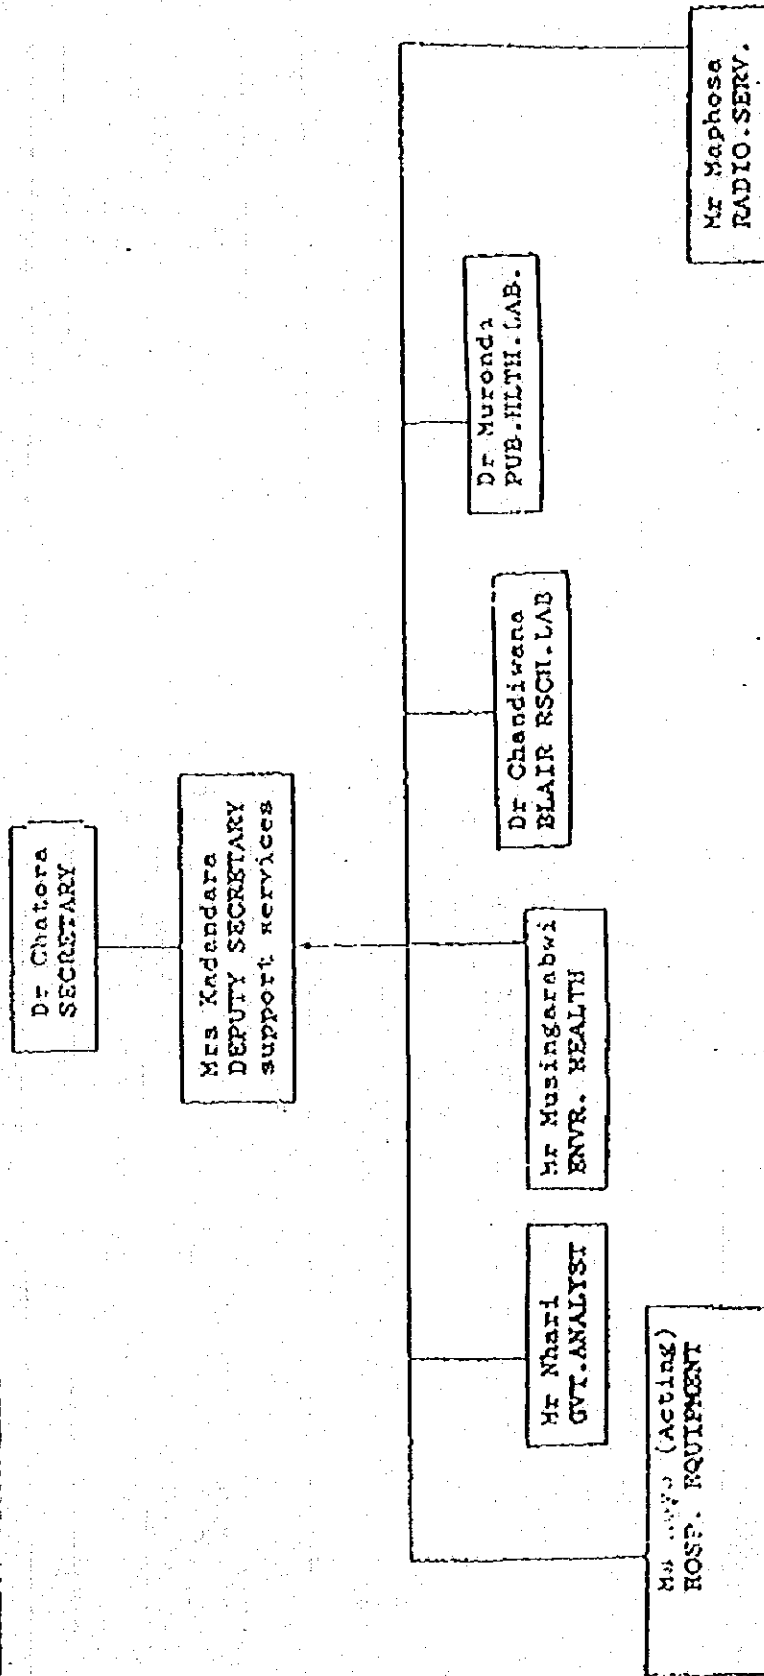 Dr Chatora
SECRETARY
Mrs Kadandara
DEPUTY SECRETARY
support services
(Acting)
HOSP. EQUIPMENT
Mr Nhari
GVT.ANALYST
Mr Musingarabwi
ENVR. HEALTH
Dr Chandiwana
BLAIR RSCH.LAB
Dr Muronda
PUB.HLTH.LAB.
Mr Maphosa
RADIO.SERV.